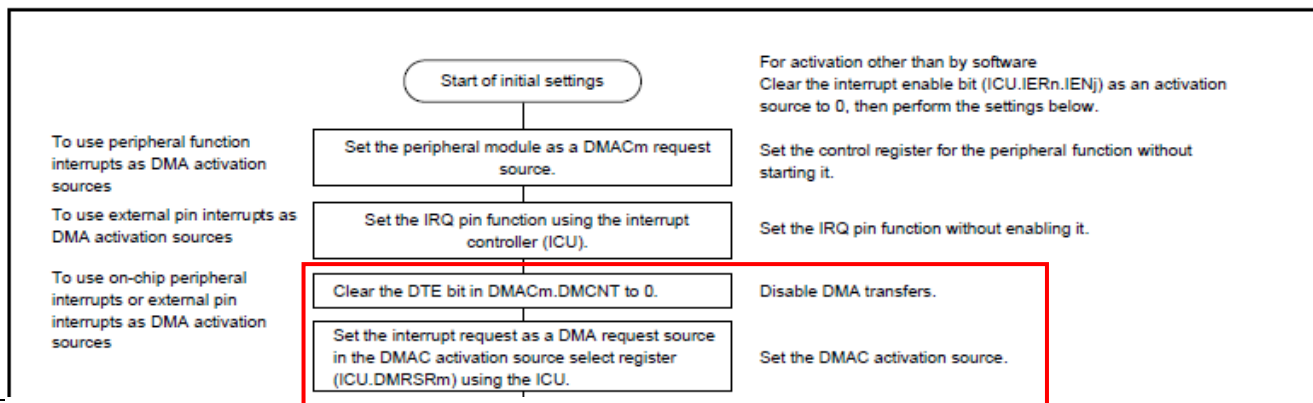 Start of initial settings
For activation other than by software
Clear the interrupt enable bit (ICU.IERn.IENj) as an activation
source to 0, then perform the settings below.
To use peripheral function
interrupts as DMA activation
sources
Set the peripheral module as a DMACm request
source.
Set the control register for the peripheral function without
starting it.
To use external pin interrupts as
DMA activation sources
Set the IRQ pin function using the interrupt
controller (ICU).
Set the IRQ pin function without enabling it.
To use on-chip peripheral
interrupts or external pin
interrupts as DMA activation
sources
Clear the DTE bit in DMACm.DMCNT to 0.
Disable DMA transfers.
Set the interrupt request as a DMA request source
in the DMAC activation source select register
(ICU.DMRSRm) using the ICU.
Set the DMAC activation source.